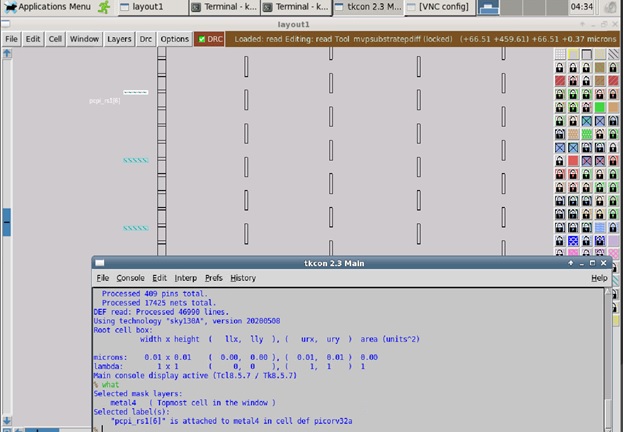 Applications Menu
layout1
Terminal - k...
Terminal - k...
tkcon 2.3 M...
[VNC config]
04:34
layout1
File Edit Cell Window Layers Drc Options DRC Loaded: read Editing: read Tool mvpsubstratepdiff (locked) (+66.51 +459.61) +66.51 +0.37 microns
pcpi_rs1[6]
tkcon 2.3 Main
File Console Edit Interp Prefs History Help
Processed 409 pins total.
Processed 17425 nets total.
DEF read: Processed 46990 lines.
Using technology "sky130A", version 20200508
Root cell box:
width x height ( llx, lly ), ( urx, ury ) area (units^2)
microns: 0.01 x 0.01 ( 0.00, 0.00 ), ( 0.01, 0.01 ) 0.00
lambda: 1 x 1 ( 0, 0 ), ( 1, 1 ) 1
Main console display active (Tcl8.5.7 / Tk8.5.7)
% what
Selected mask layers:
metal4 ( Topmost cell in the window )
Selected label(s):
"pcpi_rs1[6]" is attached to metal4 in cell def picorv32a
%